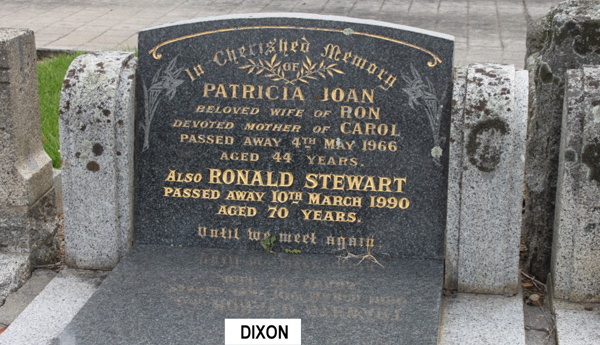 In Cherished Memory
OF
PATRICIA JOAN
BELOVED WIFE OF RON
DEVOTED MOTHER OF CAROL
PASSED AWAY 4TH MAY 1966
AGED 44 YEARS.
ALSO RONALD STEWART
PASSED AWAY 10TH MARCH 1990
AGED 70 YEARS.
Until we meet again.
DIXON